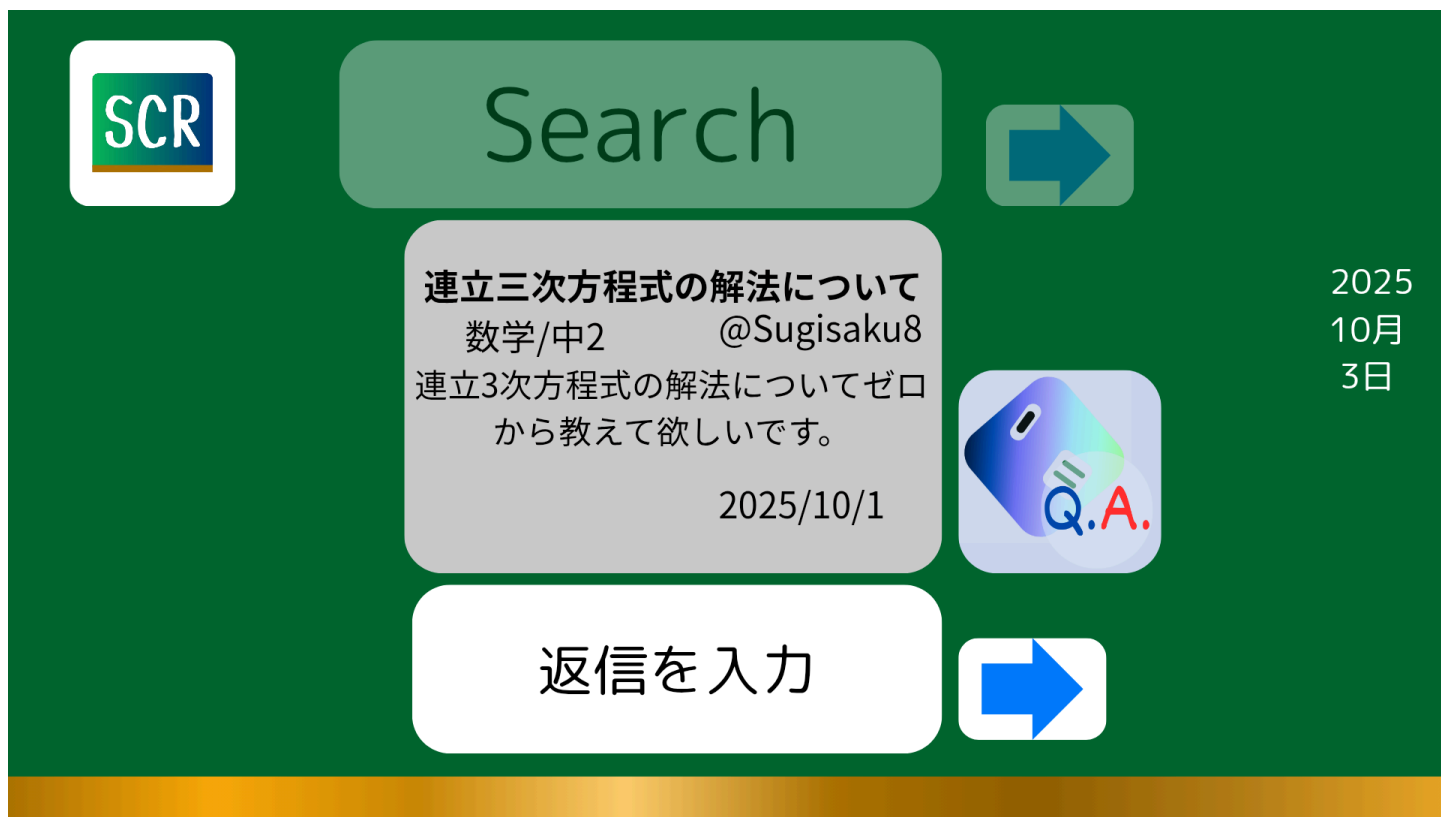 SCR
Search
連立三次方程式の解法について
数学/中2
@Sugisaku8
連立3次方程式の解法についてゼロ
から教えて欲しいです。
2025/10/1
2025
10月
3日
Q.A.
返信を入力